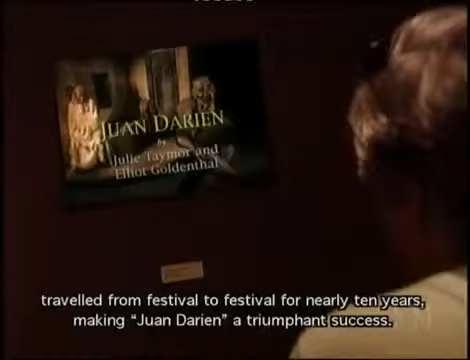 JUAN DARIEN
by
Julie Taymor and
Elliot Goldenthal
travelled from festival to festival for nearly ten years,
making “Juan Darien” a triumphant success.